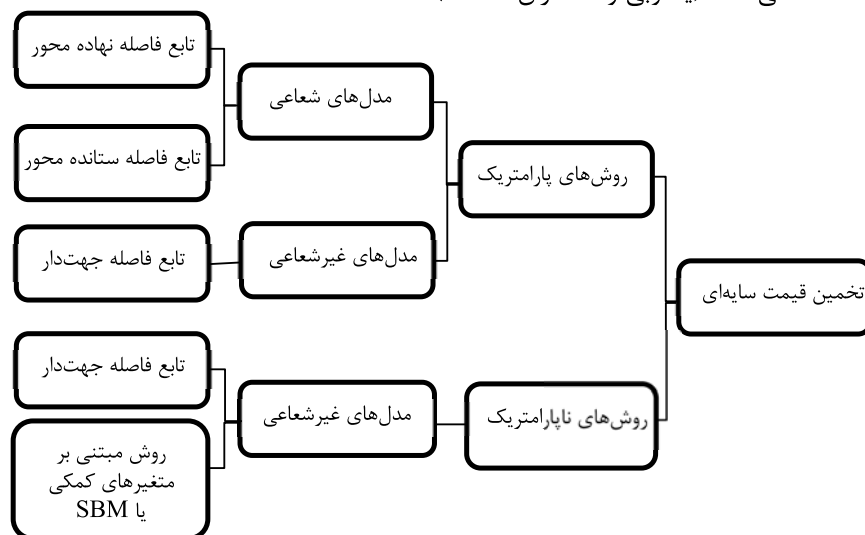 تخمین قیمت سایه‌ای
روش‌های پارامتریک
مدل‌های شعاعی
تابع فاصله نهاده محور
تابع فاصله ستانده محور
مدل‌های غیرشعاعی
تابع فاصله جهت‌دار
روش‌های ناپارامتریک
مدل‌های غیرشعاعی
تابع فاصله جهت‌دار
روش مبتنی بر
متغیرهای کمکی
یا SBM